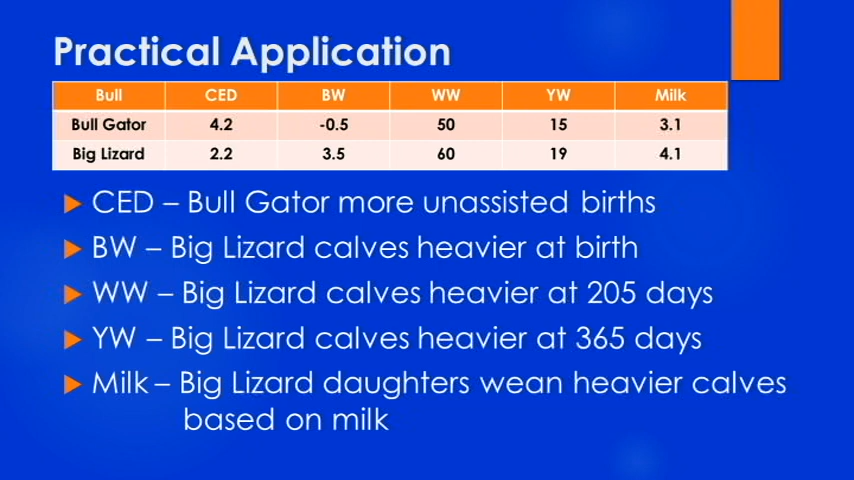 Practical Application
Bull CED BW WW YW Milk
Bull Gator 4.2 -0.5 50 15 3.1
Big Lizard 2.2 3.5 60 19 4.1
CED – Bull Gator more unassisted births
BW – Big Lizard calves heavier at birth
WW – Big Lizard calves heavier at 205 days
YW – Big Lizard calves heavier at 365 days
Milk – Big Lizard daughters wean heavier calves
based on milk